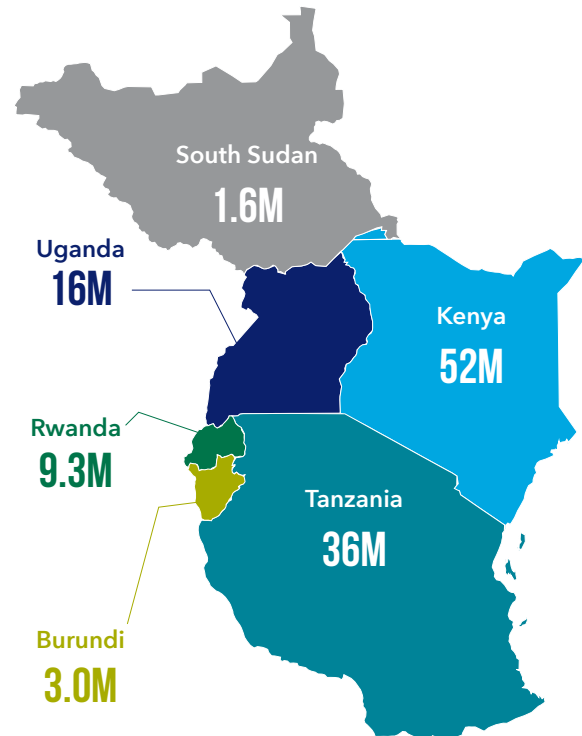 South Sudan
1.6M
Uganda
16M
Kenya
52M
Rwanda
9.3M
Tanzania
36M
Burundi
3.0M